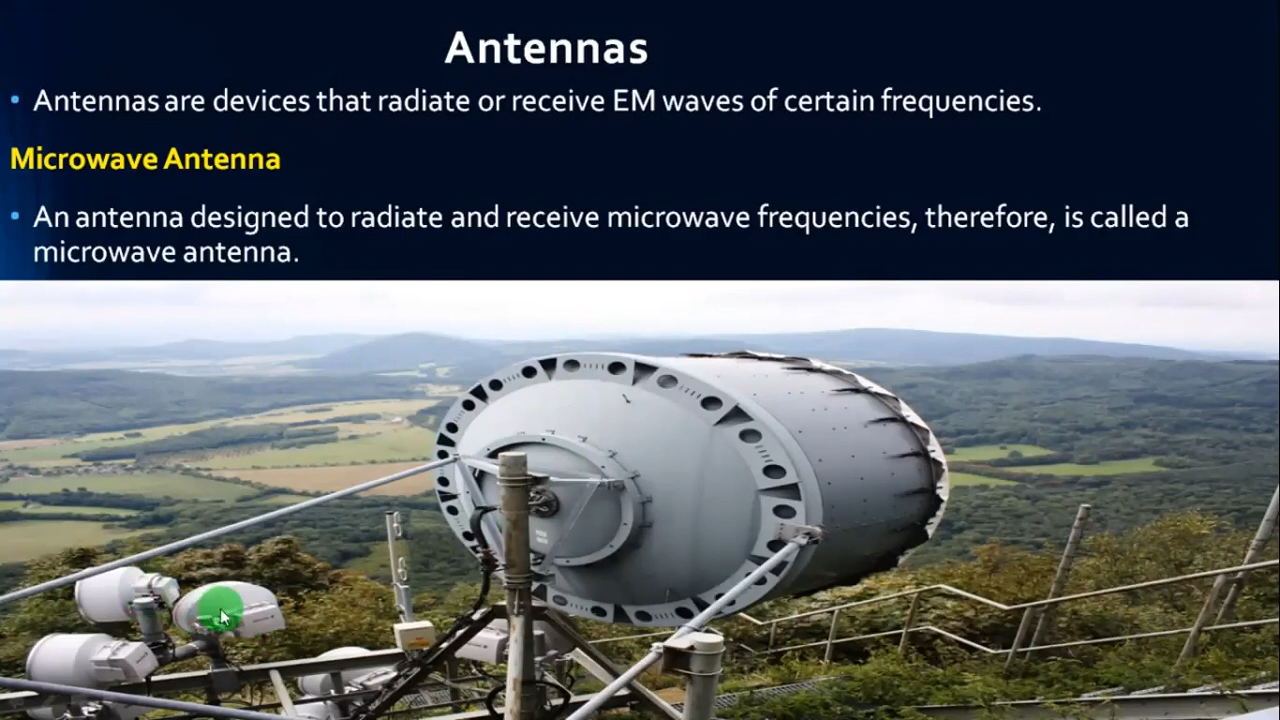 Antennas
• Antennas are devices that radiate or receive EM waves of certain frequencies.
Microwave Antenna
• An antenna designed to radiate and receive microwave frequencies, therefore, is called a
microwave antenna.